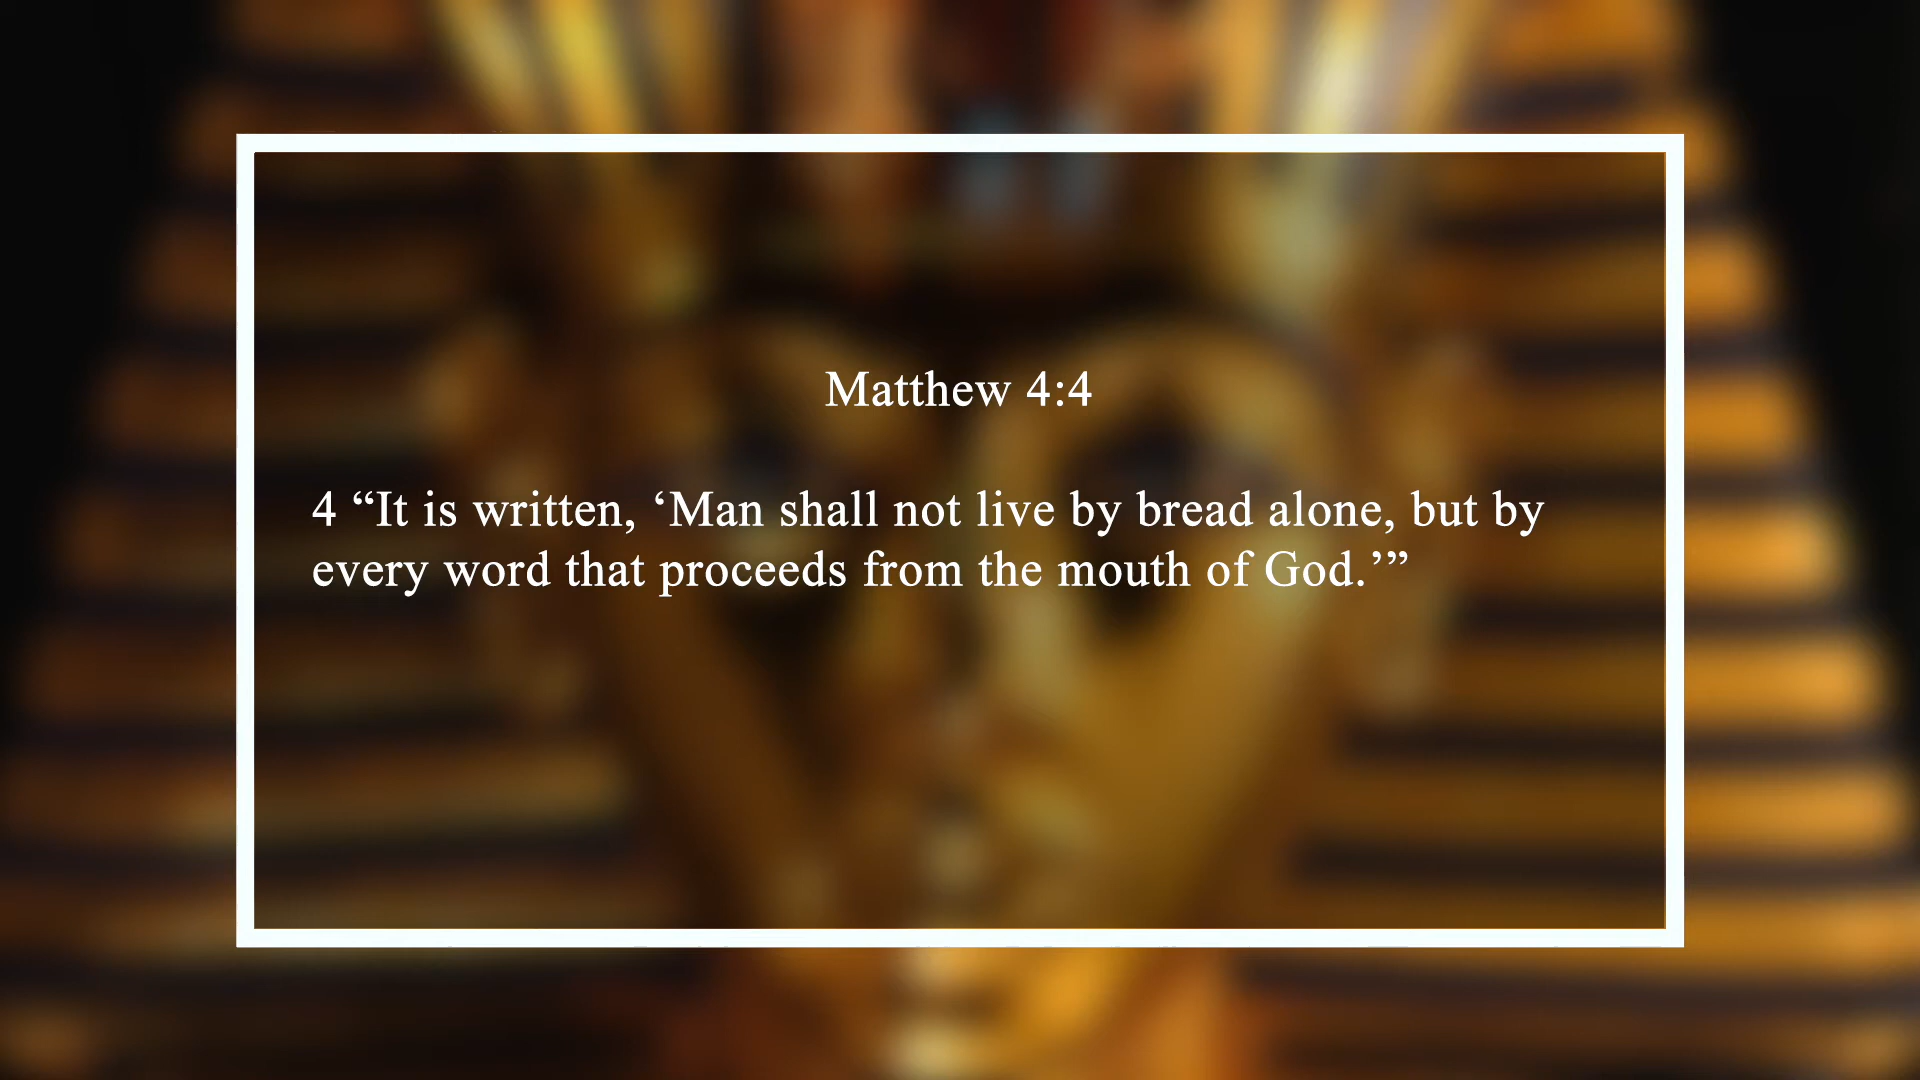 Matthew 4:4
4 “It is written, ‘Man shall not live by bread alone, but by
every word that proceeds from the mouth of God.’”